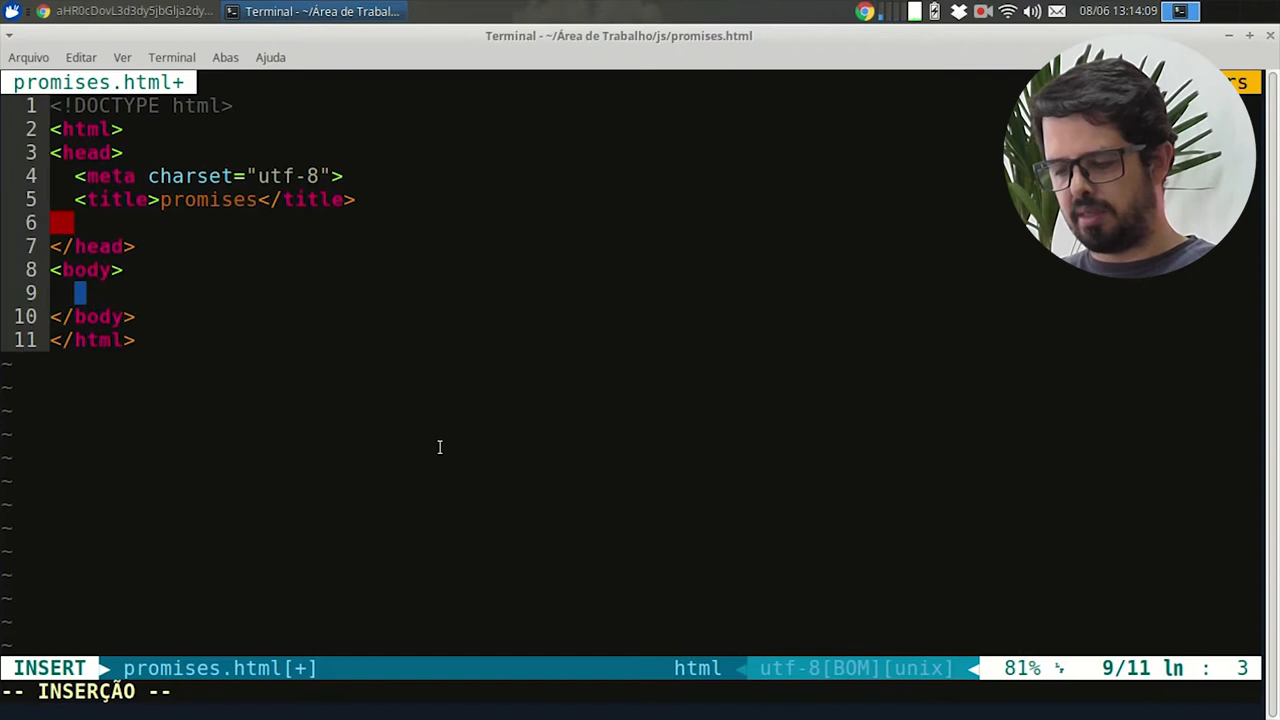 aHR0cDovL3d3dy5jbGlja2dy...
Terminal - ~/Área de Trabal...
08/06 13:14:09
Terminal - ~/Área de Trabalho/js/promises.html
Arquivo Editar Ver Terminal Abas Ajuda
promises.html+
1 <!DOCTYPE html>
2 <html>
3 <head>
4 <meta charset="utf-8">
5 <title>promises</title>
6
7 </head>
8 <body>
9
10 </body>
11 </html>
~
~
~
~
~
~
~
~
~
~
~
~
~
INSERT promises.html[+] html utf-8[BOM][unix] 81% 9/11 ln : 3
-- INSERÇÃO --